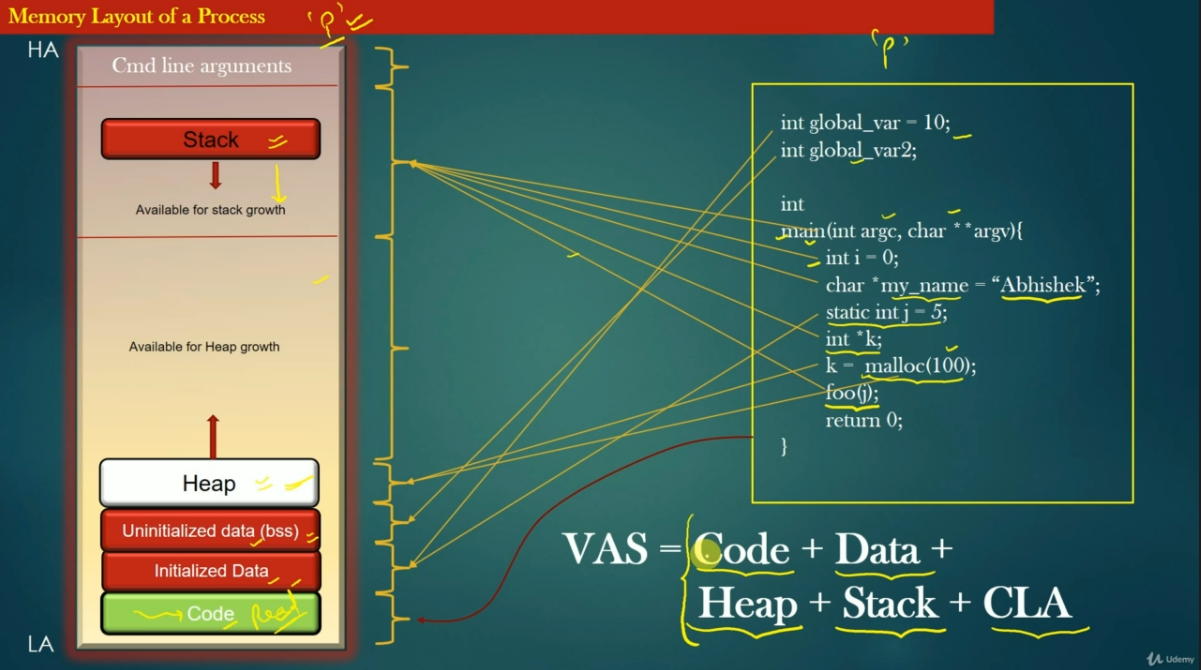 Memory Layout of a Process 'P'
HA
Cmd line arguments
Stack
Available for stack growth
Available for Heap growth
Heap
Uninitialized data (bss)
Initialized Data
Code Read
LA
'P'
int global_var = 10;
int global_var2;
int
main(int argc, char **argv){
int i = 0;
char *my_name = “Abhishek”;
static int j = 5;
int *k;
k = malloc(100);
foo(j);
return 0;
}
VAS = Code + Data +
Heap + Stack + CLA
Udemy